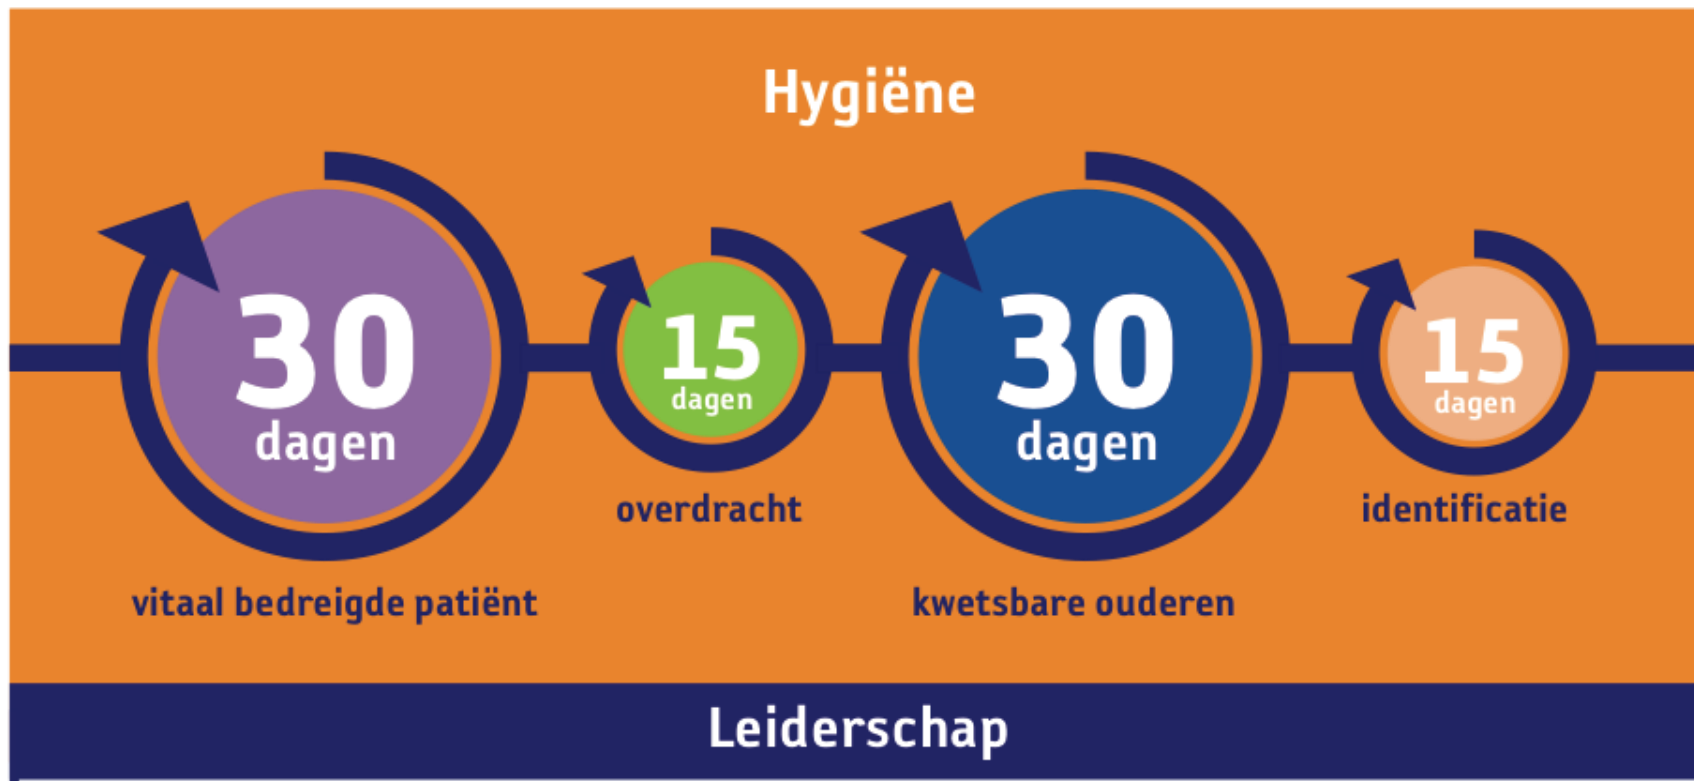 Hygiëne
30
dagen
vitaal bedreigde patiënt
15
dagen
overdracht
30
dagen
kwetsbare ouderen
15
dagen
identificatie
Leiderschap